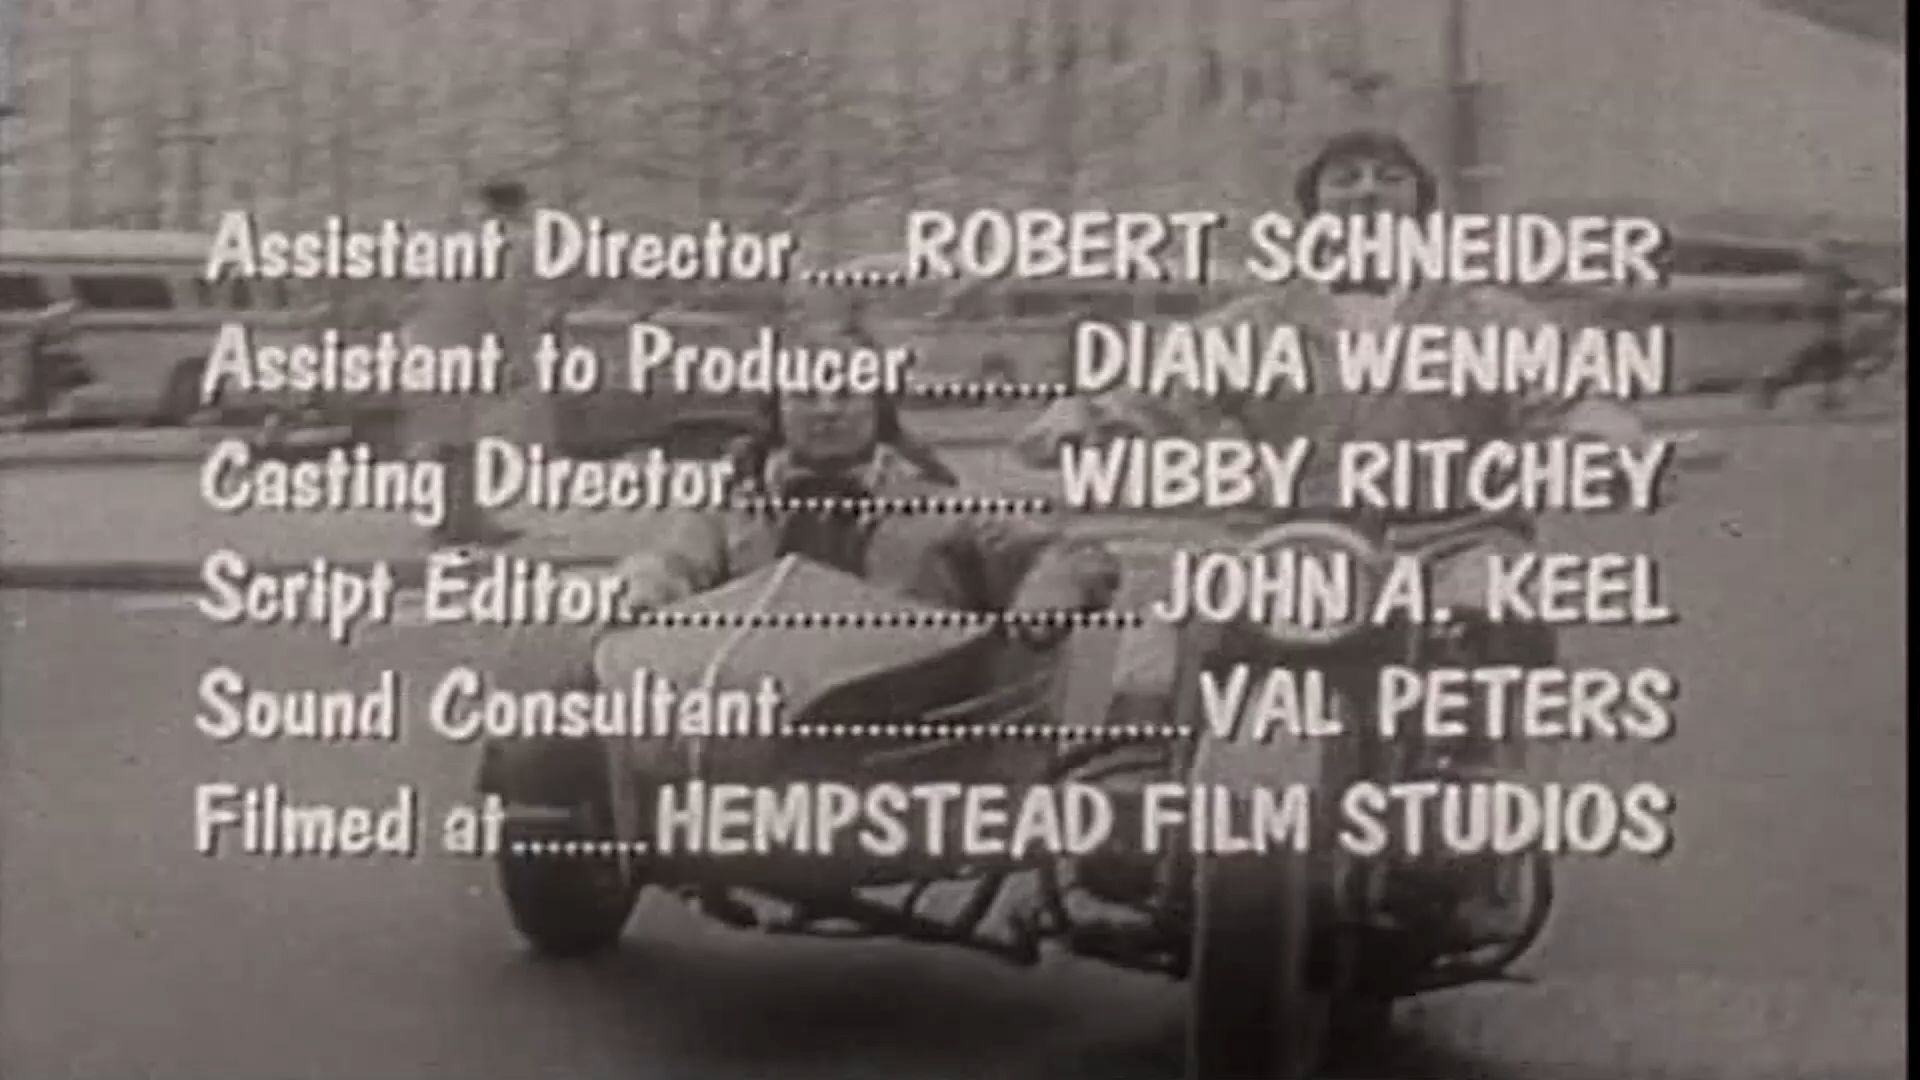 Assistant Director......ROBERT SCHNEIDER
Assistant to Producer.........DIANA WENMAN
Casting Director..................WIBBY RITCHEY
Script Editor..............................JOHN A. KEEL
Sound Consultant........................VAL PETERS
Filmed at........HEMPSTEAD FILM STUDIOS